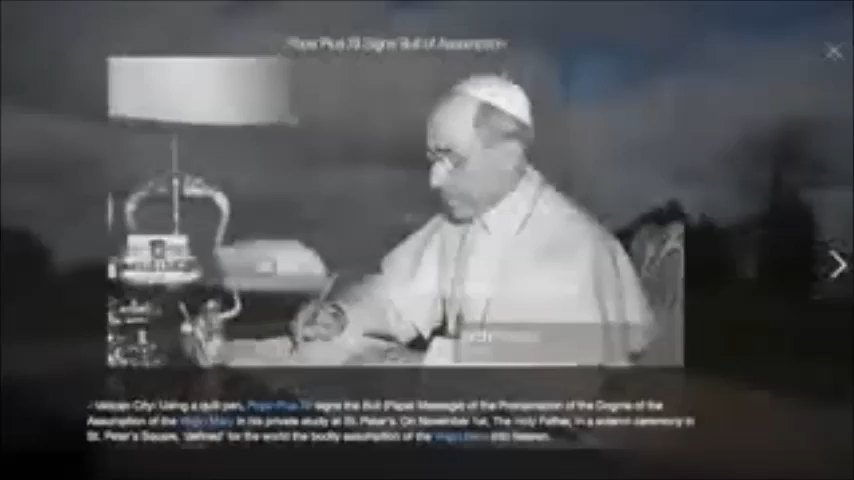 Pope Pius XII Signs Bull of Assumption
Vatican City: Using a quill pen, Pope Pius XII signs the Bull (Papal Message) of the Proclamation of the Dogma of the
Assumption of the Virgin Mary in his private study at St. Peter's. On November 1st, The Holy Father, in a solemn ceremony in
St. Peter's Square, "defined" for the world the bodily assumption of the into heaven.